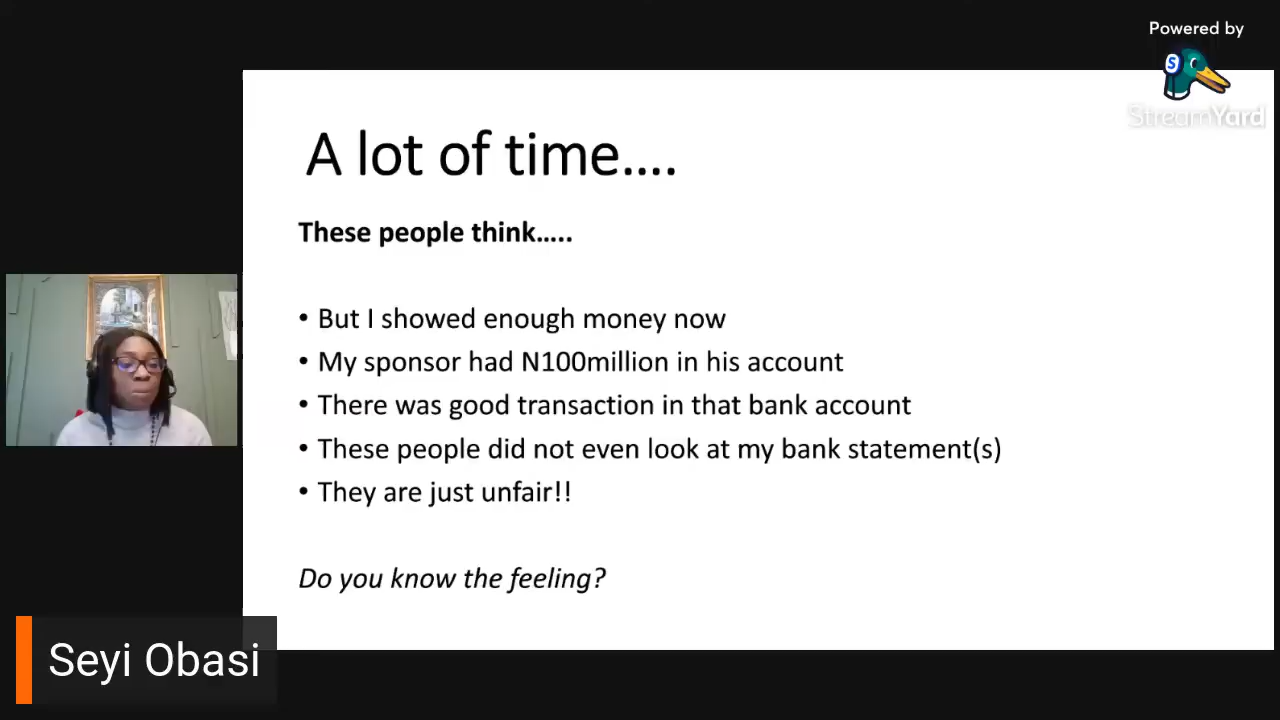 Powered by
S
StreamYard
A lot of time....
These people think.....
• But I showed enough money now
• My sponsor had N100million in his account
• There was good transaction in that bank account
• These people did not even look at my bank statement(s)
• They are just unfair!!
Do you know the feeling?
Seyi Obasi